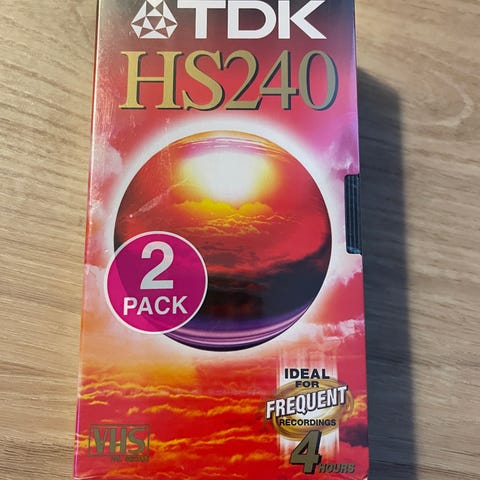 TDK
HS240
2
PACK
IDEAL
FOR
FREQUENT
RECORDINGS
4 HOURS
VHS